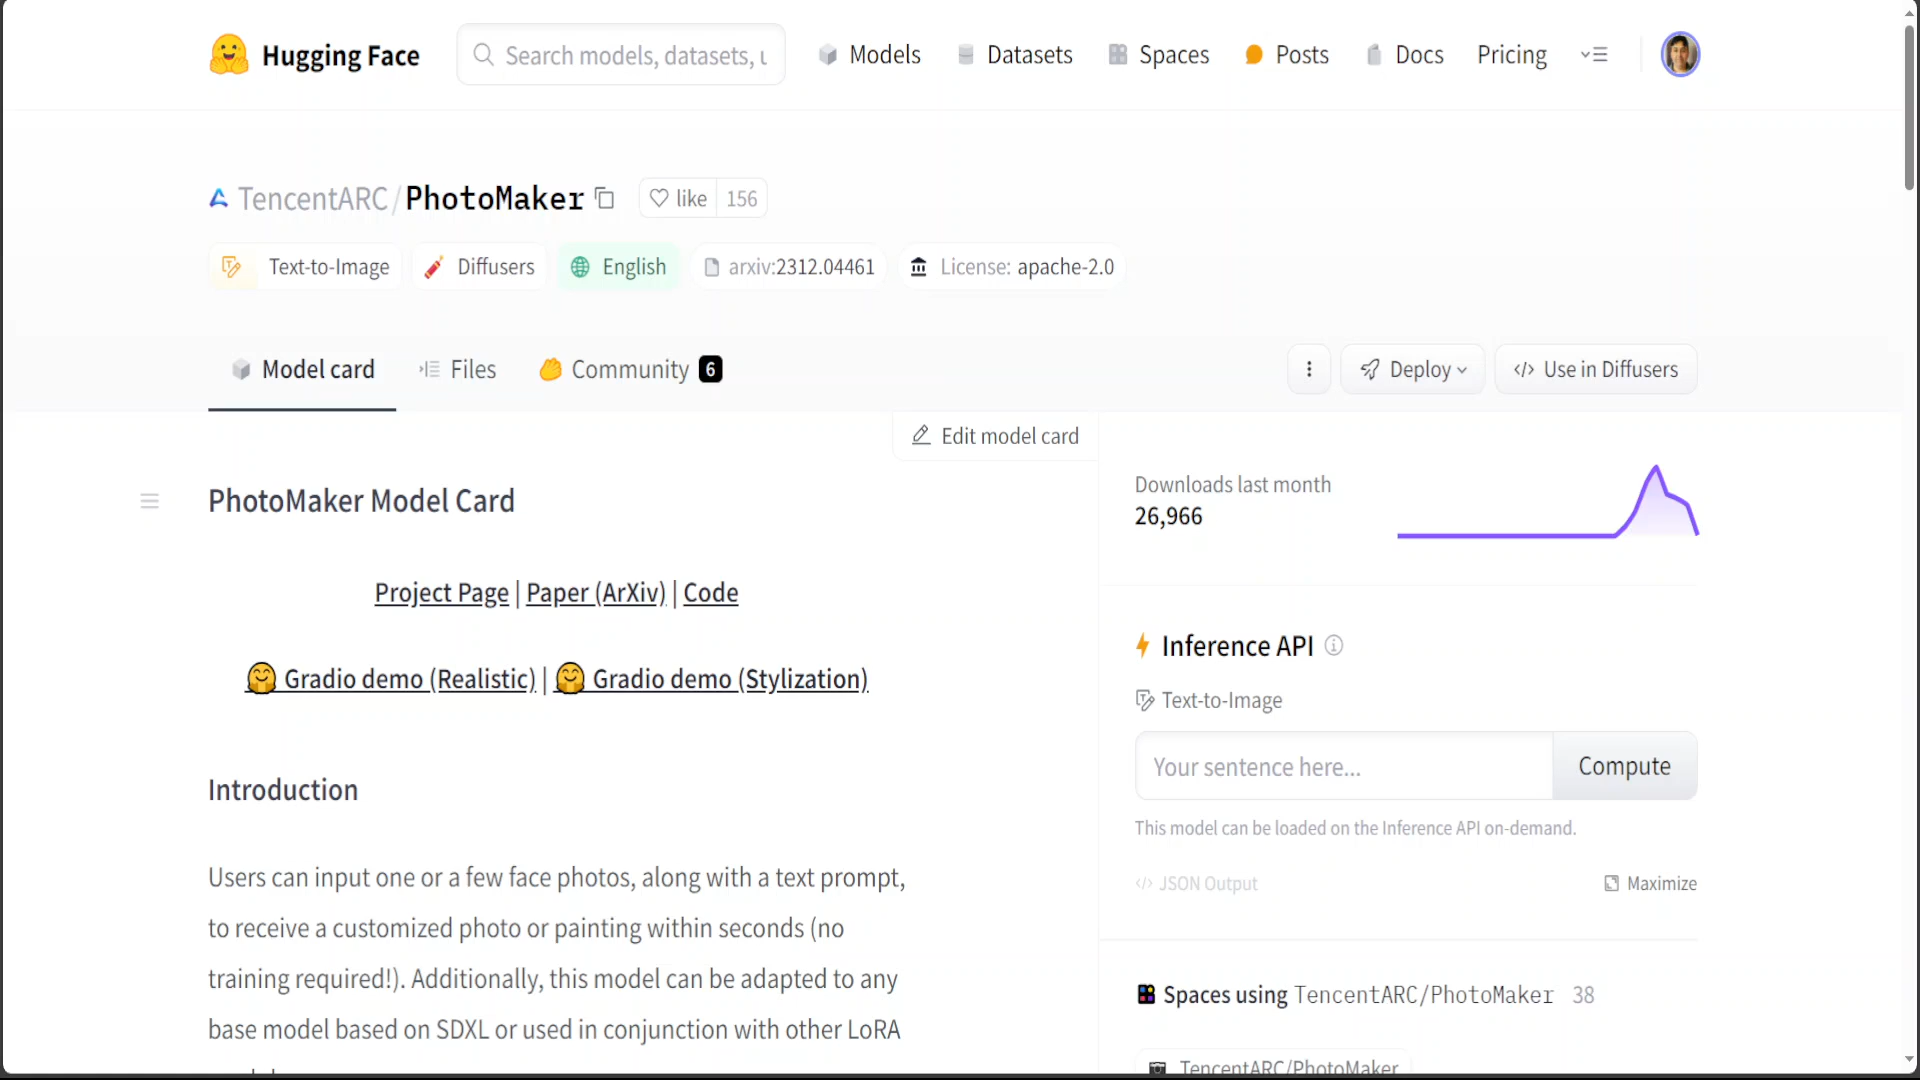 Hugging Face
Search models, datasets, u
Models
Datasets
Spaces
Posts
Docs
Pricing
TencentARC/PhotoMaker
like 156
Text-to-Image
Diffusers
English
arxiv:2312.04461
License: apache-2.0
Model card
Files
Community 6
Deploy
</> Use in Diffusers
Edit model card
PhotoMaker Model Card
Project Page | Paper (ArXiv) | Code
🤗 Gradio demo (Realistic) | 🤗 Gradio demo (Stylization)
Introduction
Users can input one or a few face photos, along with a text prompt,
to receive a customized photo or painting within seconds (no
training required!). Additionally, this model can be adapted to any
base model based on SDXL or used in conjunction with other LoRA
Downloads last month
26,966
Inference API
Text-to-Image
Your sentence here...
Compute
This model can be loaded on the Inference API on-demand.
</> JSON Output
Maximize
Spaces using TencentARC/PhotoMaker 38
TencentARC/PhotoMaker